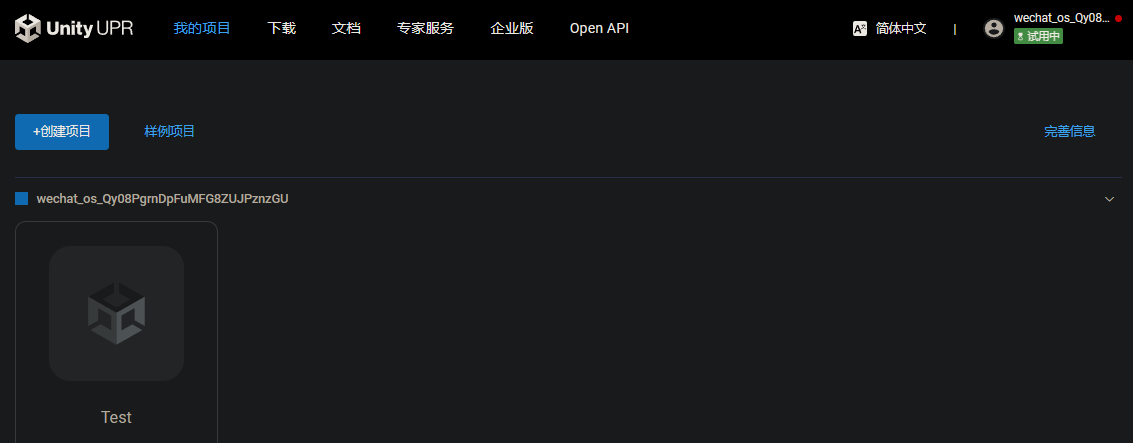 Unity UPR 我的项目 下载 文档 专家服务 企业版 Open API 简体中文 | wechat_os_Qy08...
试用中
+创建项目 样例项目 完善信息
wechat_os_Qy08PgrnDpFuMFG8ZUJPznzGU
Test